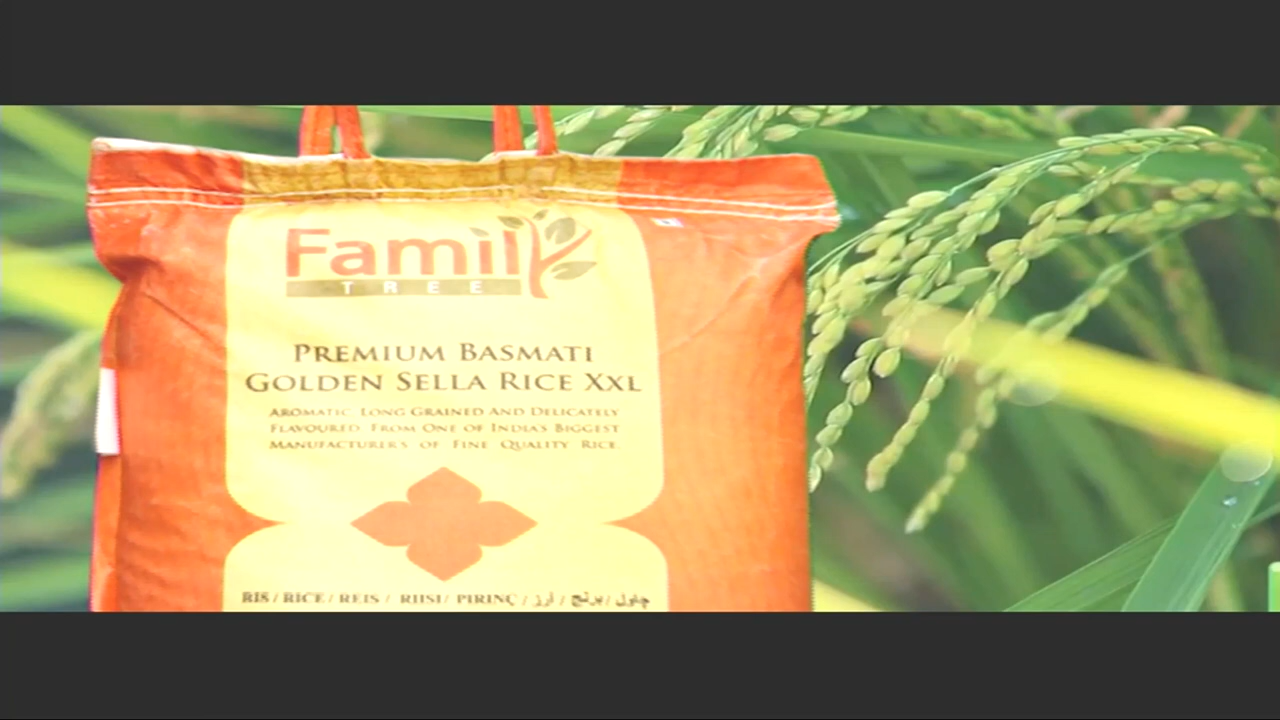 Family
TREE
PREMIUM BASMATI
GOLDEN SELLA RICE XXL
AROMATIC LONG GRAINED AND DELICATELY
FLAVOURED FROM ONE OF INDIA'S BIGGEST
MANUFACTURERS OF FINE QUALITY RICE.
RIS / RICE / REIS / RIISI / PIRINÇ / أرز / برنج / چاول